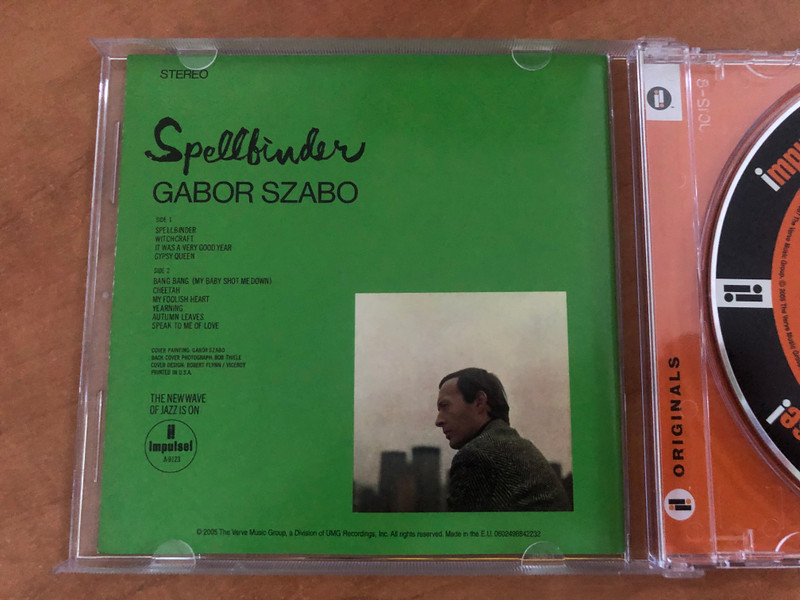 STEREO
Spellbinder
GABOR SZABO
SIDE 1
SPELLBINDER
WITCHCRAFT
IT WAS A VERY GOOD YEAR
GYPSY QUEEN
SIDE 2
BANG BANG (MY BABY SHOT ME DOWN)
CHEETAH
MY FOOLISH HEART
YEARNING
AUTUMN LEAVES
SPEAK TO ME OF LOVE
COVER PAINTING: GABOR SZABO
BACK COVER PHOTOGRAPH: BOB THIELE
COVER DESIGN: ROBERT FLYNN / VICEROY
PRINTED IN U.S.A.
THE NEW WAVE
OF JAZZ IS ON
impulse!
A-9123
© 2005 The Verve Music Group, a Division of UMG Recordings, Inc. All rights reserved. Made in the E.U. 0602498842232
ORIGINALS
JCIS-8